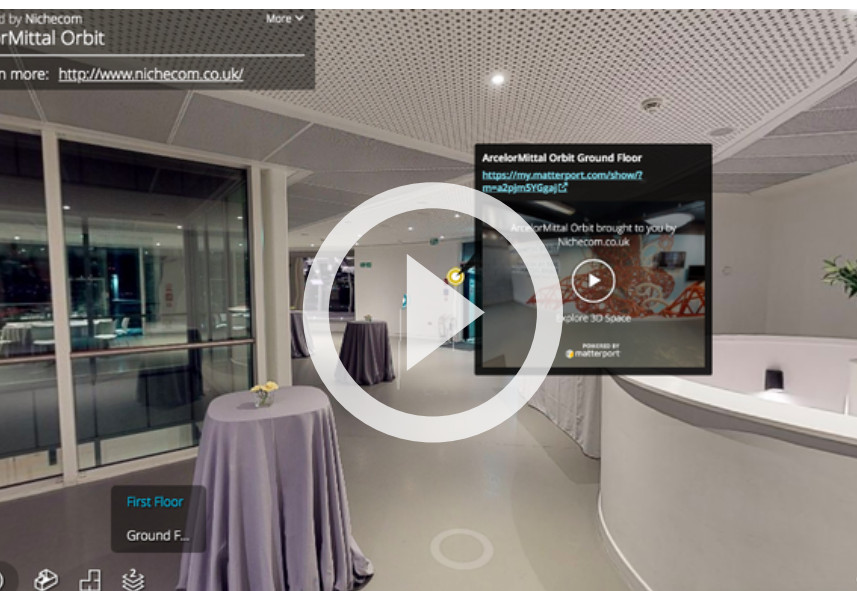 d by Nichecom
More
rMittal Orbit
n more: http://www.nichecom.co.uk/
ArcelorMittal Orbit Ground Floor
https://my.matterport.com/show/?
m=a2pjm5YGgaj
ArcelorMittal Orbit brought to you by
Nichecom.co.uk
Explore 3D Space
POWERED BY
matterport
First Floor
Ground F...
2